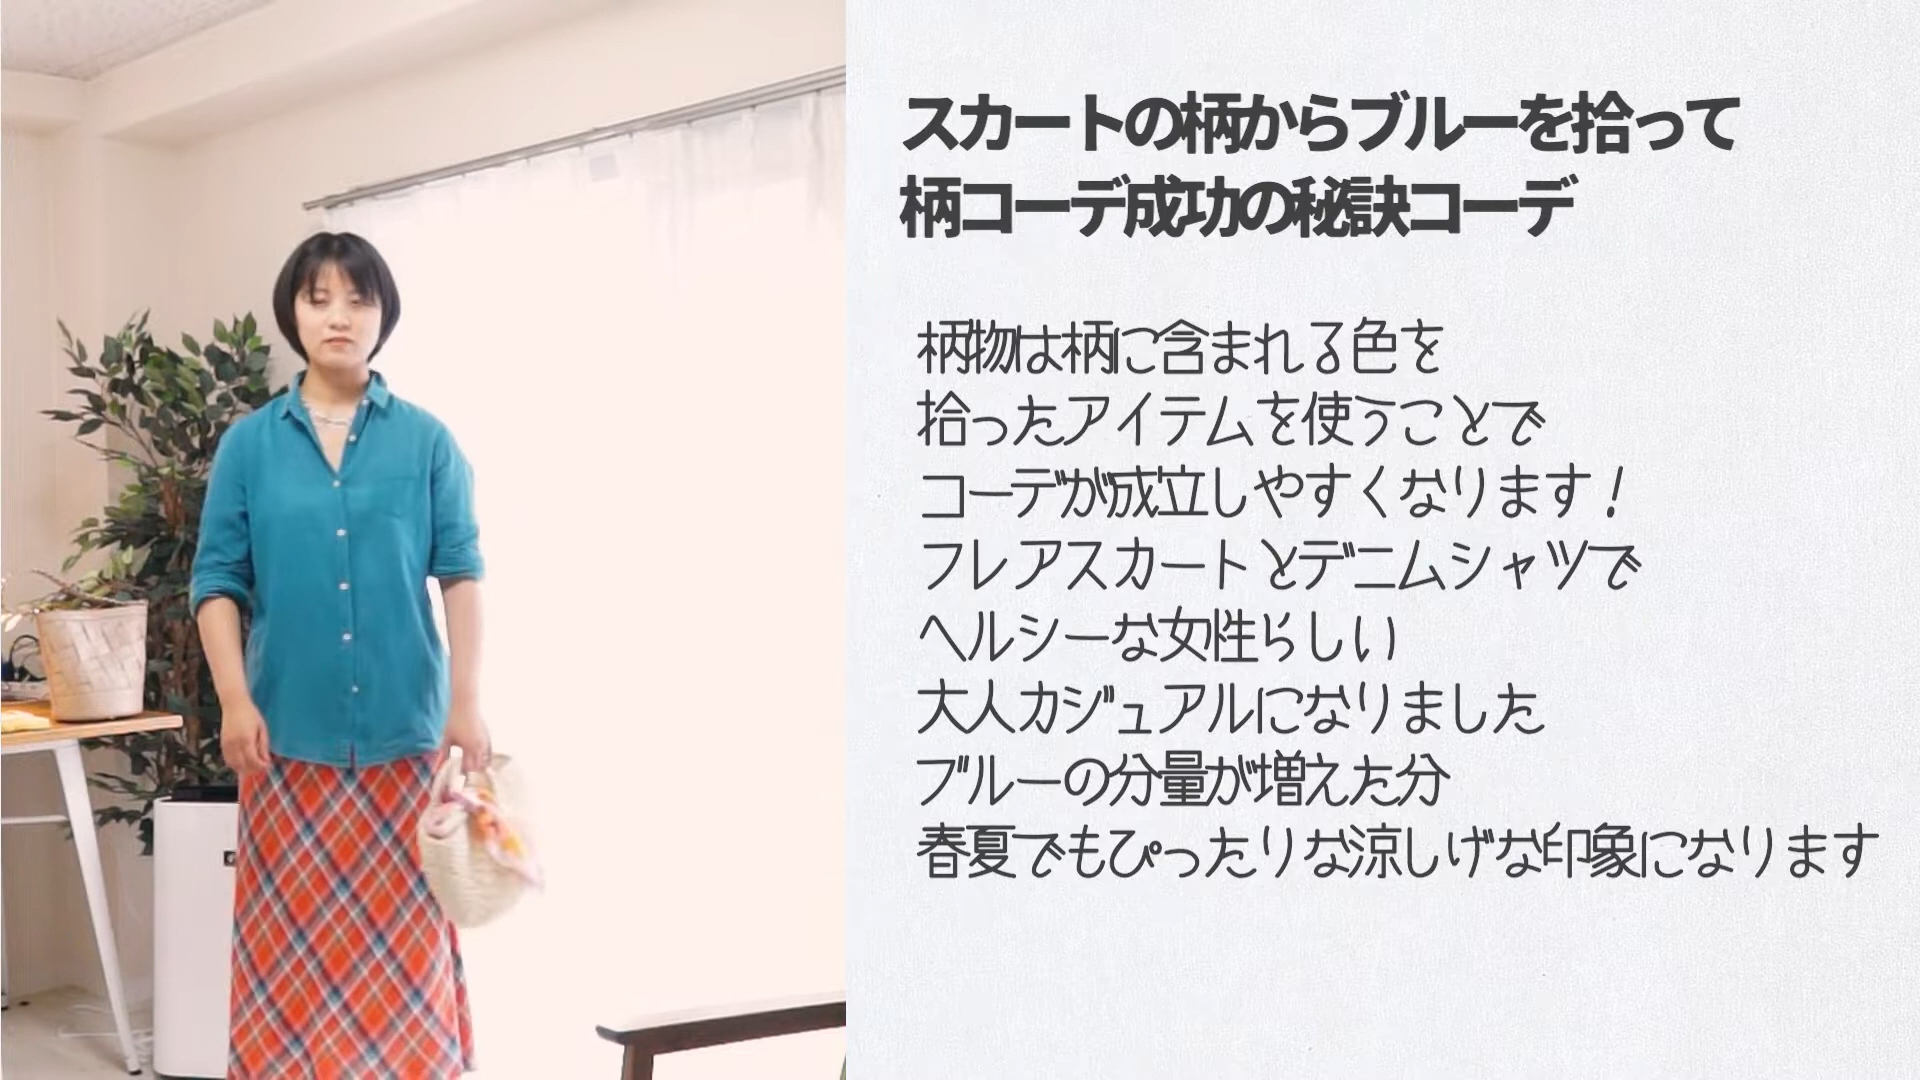 スカートの柄からブルーを拾って
柄コーデ成功の秘訣コーデ
柄物は柄に含まれる色を
拾ったアイテムを使うことで
コーデが成立しやすくなります！
フレアスカートとデニムシャツで
ヘルシーな女性らしい
大人カジュアルになりました
ブルーの分量が増えた分
春夏でもぴったりな涼しげな印象になります